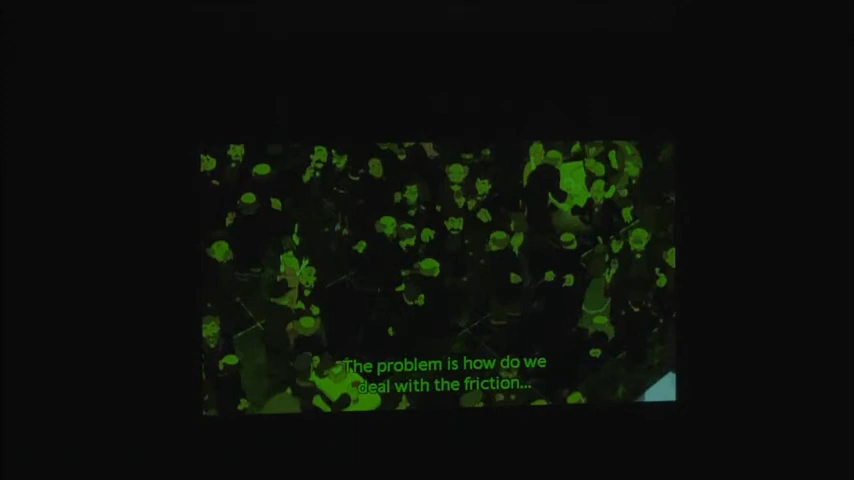 The problem is how do we
deal with the friction...